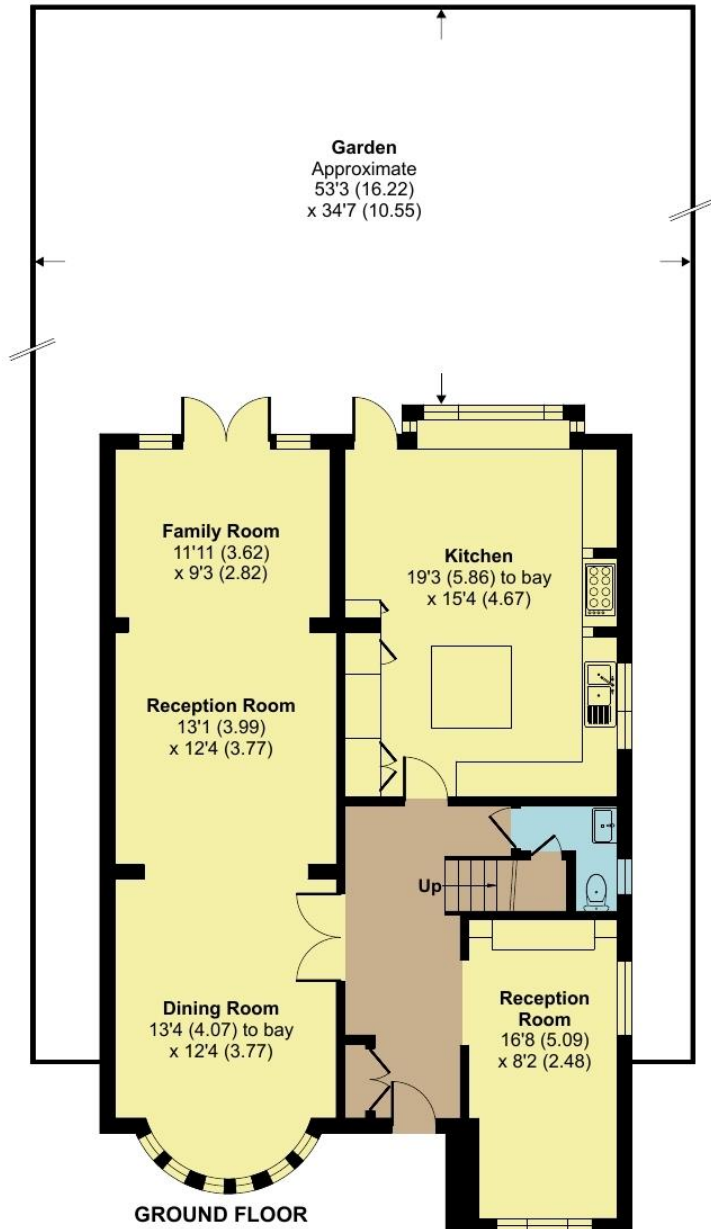 Garden
Approximate
53'3 (16.22)
x 34'7 (10.55)
Family Room
11'11 (3.62)
x 9'3 (2.82)
Kitchen
19'3 (5.86) to bay
x 15'4 (4.67)
Reception Room
13'1 (3.99)
x 12'4 (3.77)
Up
Dining Room
13'4 (4.07) to bay
x 12'4 (3.77)
Reception
Room
16'8 (5.09)
x 8'2 (2.48)
GROUND FLOOR